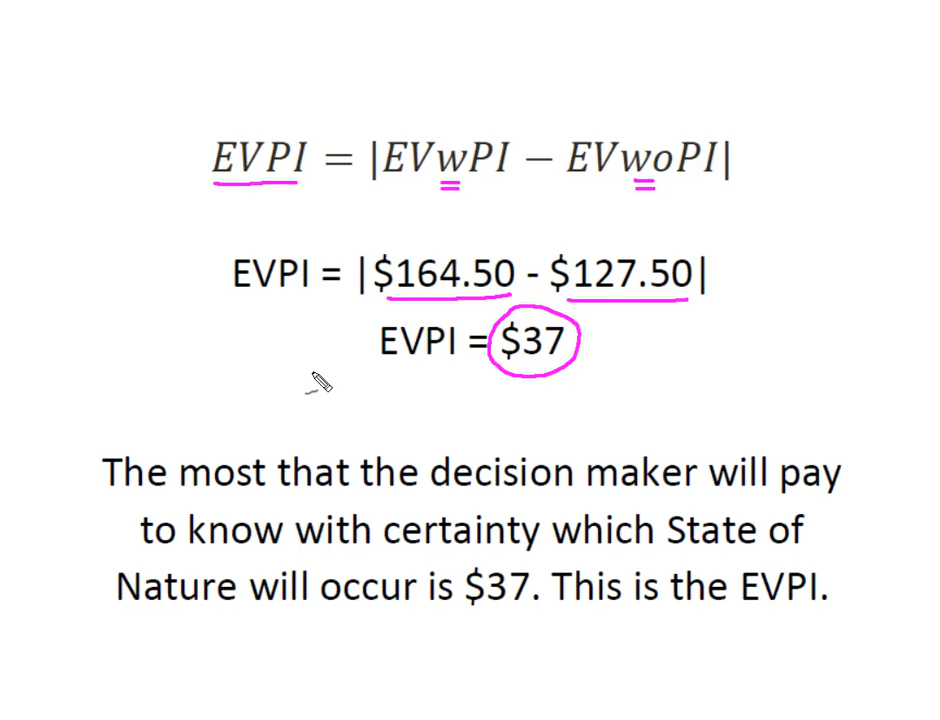 EVPI = |EVwPI − EVwoPI|
EVPI = |$164.50 - $127.50|
EVPI = $37
The most that the decision maker will pay
to know with certainty which State of
Nature will occur is $37. This is the EVPI.